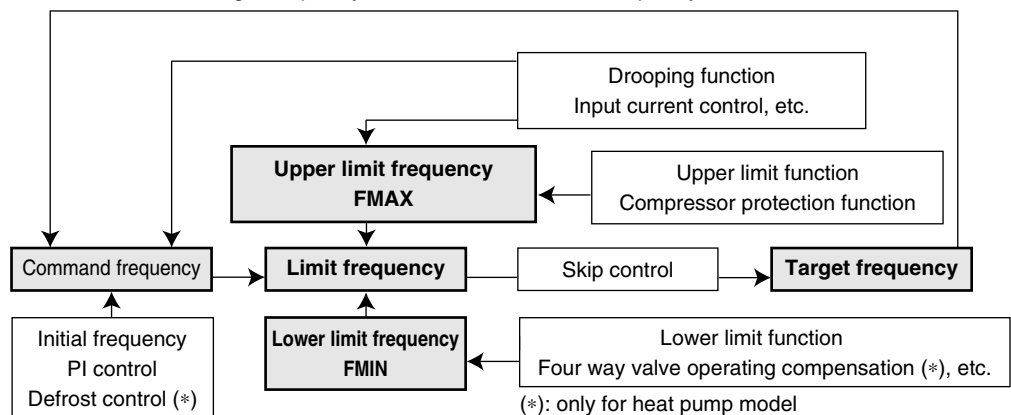 Drooping function
Input current control, etc.
Upper limit frequency
FMAX
Upper limit function
Compressor protection function
Command frequency
Limit frequency
Skip control
Target frequency
Initial frequency
PI control
Defrost control (*)
Lower limit frequency
FMIN
Lower limit function
Four way valve operating compensation (*), etc.
(*): only for heat pump model